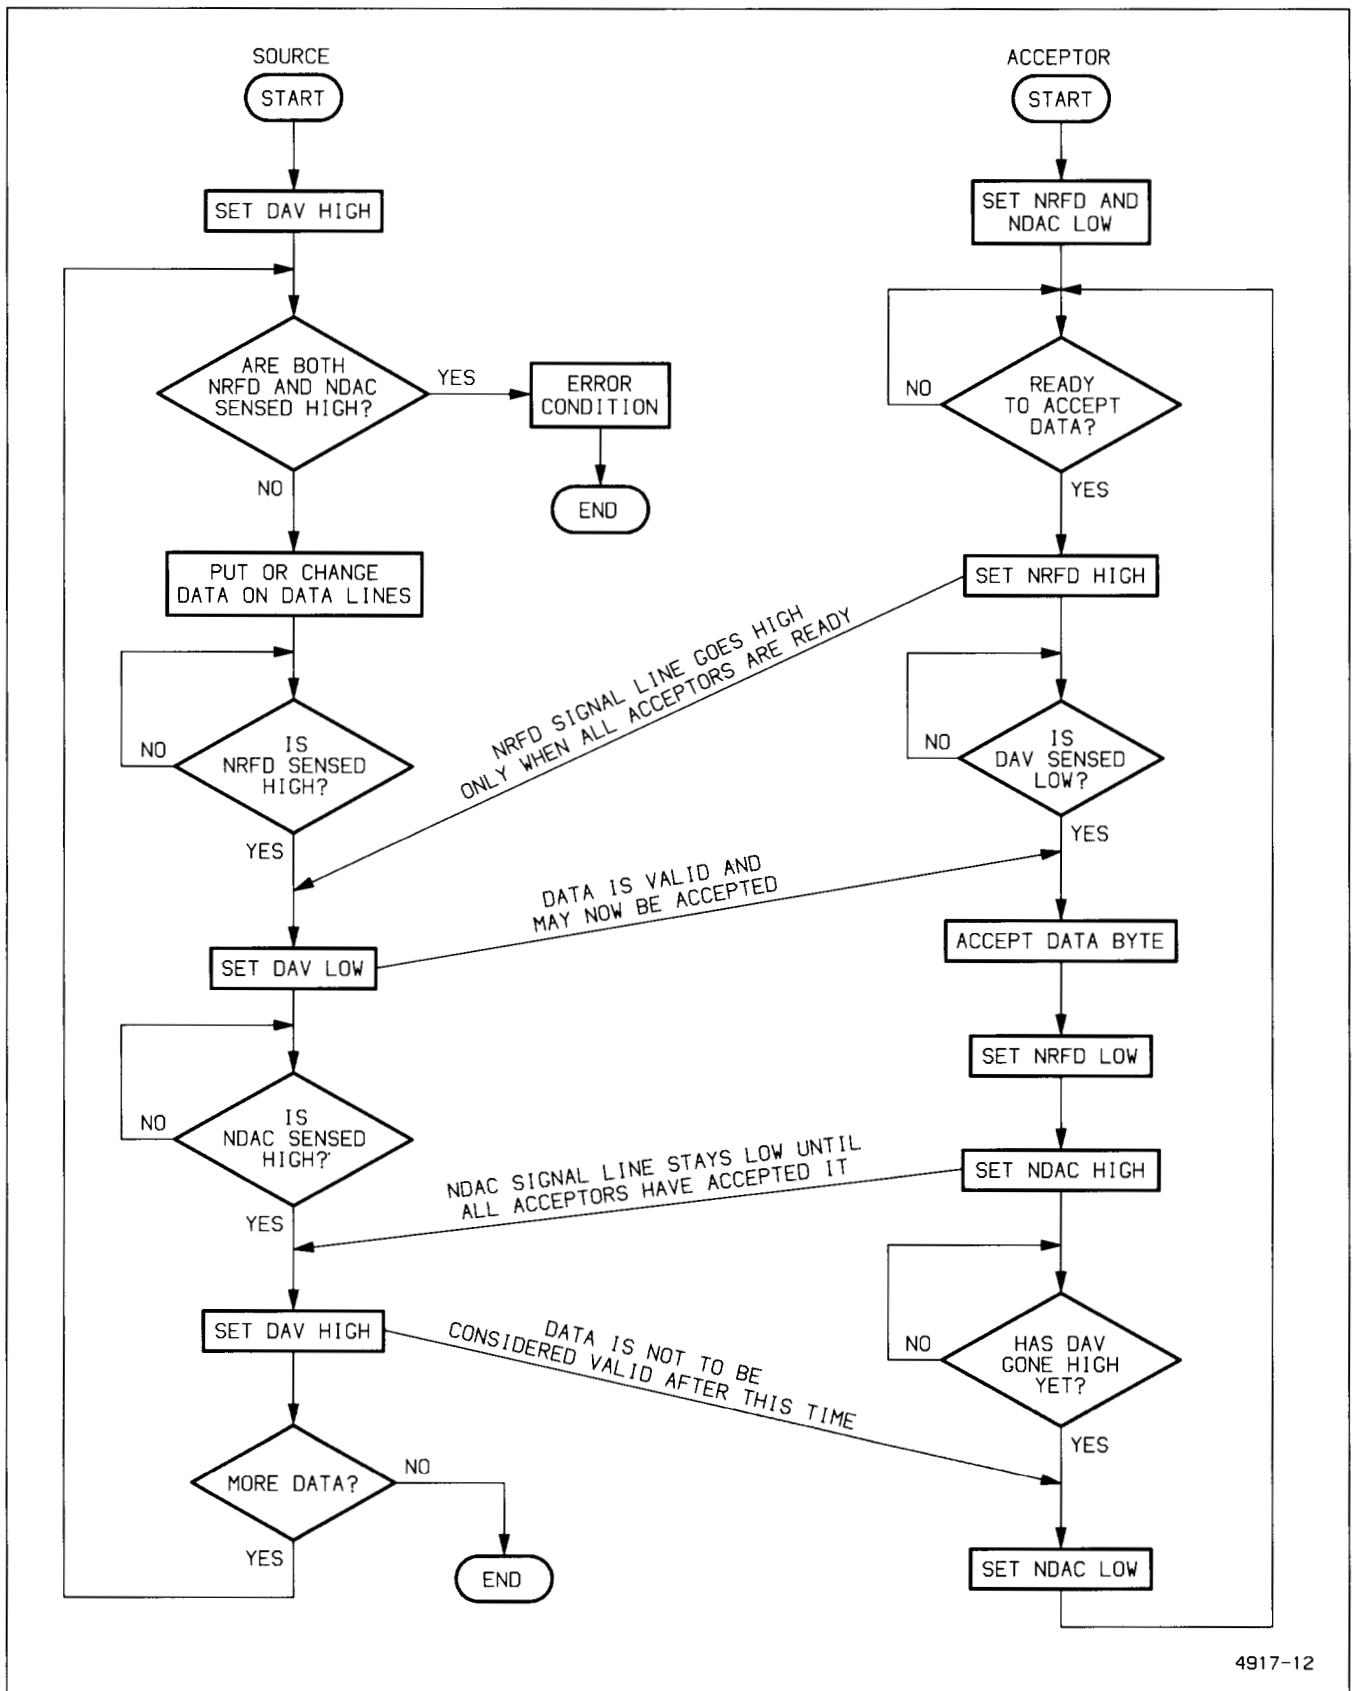 SOURCE
START
SET DAV HIGH
ARE BOTH
NRFD AND NDAC
SENSED HIGH?
YES
ERROR
CONDITION
END
NO
PUT OR CHANGE
DATA ON DATA LINES
NO
IS
NRFD SENSED
HIGH?
YES
SET DAV LOW
NO
IS
NDAC SENSED
HIGH?
YES
SET DAV HIGH
MORE DATA?
NO
END
YES
NRFD SIGNAL LINE GOES HIGH
ONLY WHEN ALL ACCEPTORS ARE READY
DATA IS VALID AND
MAY NOW BE ACCEPTED
NDAC SIGNAL LINE STAYS LOW UNTIL
ALL ACCEPTORS HAVE ACCEPTED IT
DATA IS NOT TO BE
CONSIDERED VALID AFTER THIS TIME
ACCEPTOR
START
SET NRFD AND
NDAC LOW
NO
READY
TO ACCEPT
DATA?
YES
SET NRFD HIGH
NO
IS
DAV SENSED
LOW?
YES
ACCEPT DATA BYTE
SET NRFD LOW
SET NDAC HIGH
NO
HAS DAV
GONE HIGH
YET?
YES
SET NDAC LOW
4917-12